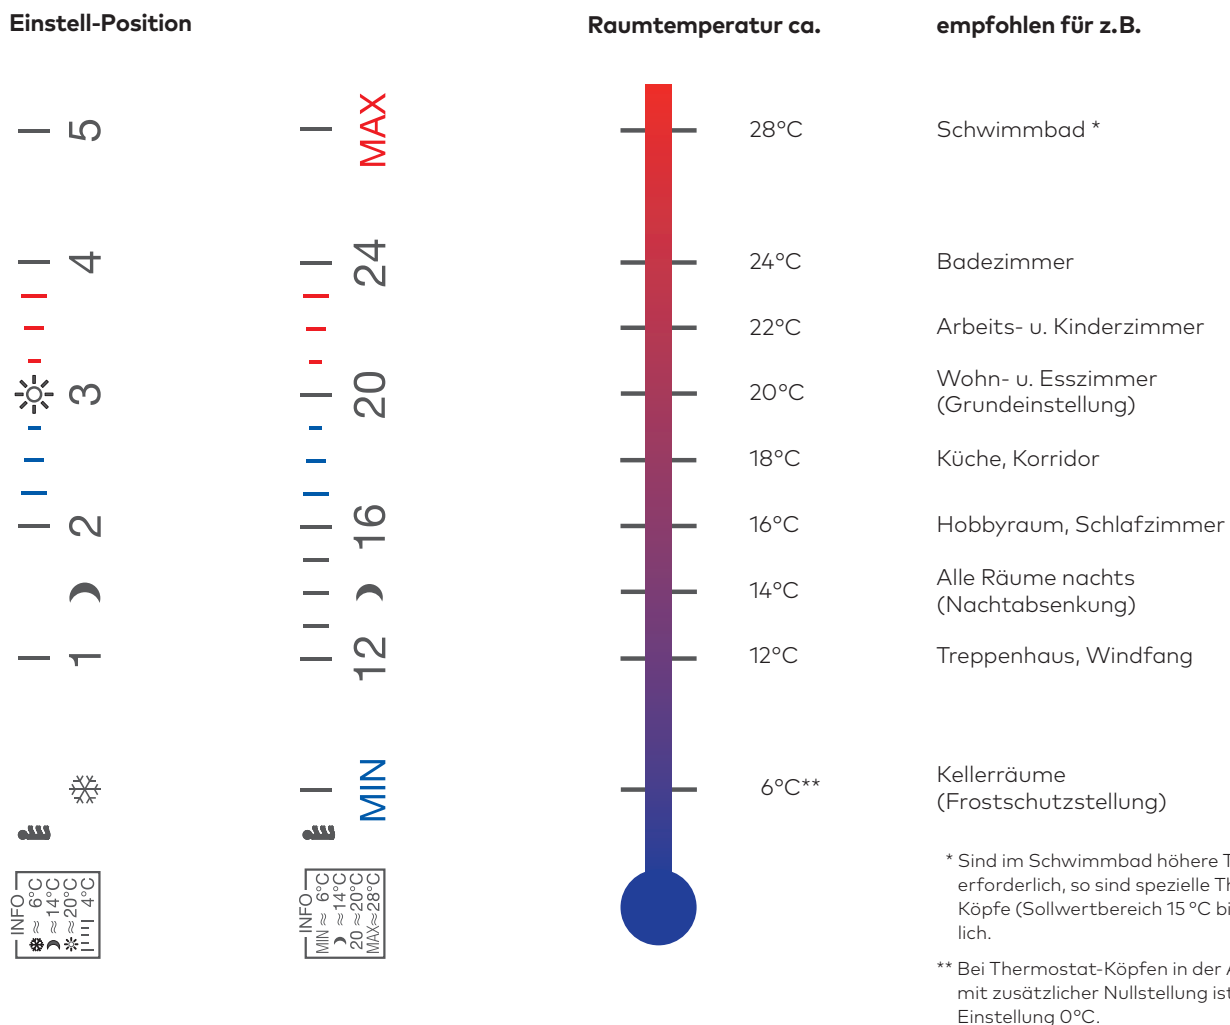 Einstell-Position Raumtemperatur ca. empfohlen für z.B.
5 MAX 28°C Schwimmbad *
4 24 24°C Badezimmer
22°C Arbeits- u. Kinderzimmer
3 20 20°C Wohn- u. Esszimmer
(Grundeinstellung)
18°C Küche, Korridor
2 16 16°C Hobbyraum, Schlafzimmer
14°C Alle Räume nachts
(Nachtabsenkung)
1 12 12°C Treppenhaus, Windfang
MIN 6°C** Kellerräume
(Frostschutzstellung)
INFO
≈ 6°C
≈14°C
≈20°C
4°C
INFO
MIN ≈ 6°C
≈14°C
20 ≈20°C
MAX≈28°C
* Sind im Schwimmbad höhere T
erforderlich, so sind spezielle Th
Köpfe (Sollwertbereich 15 °C bi
lich.
** Bei Thermostat-Köpfen in der A
mit zusätzlicher Nullstellung ist
Einstellung 0°C.